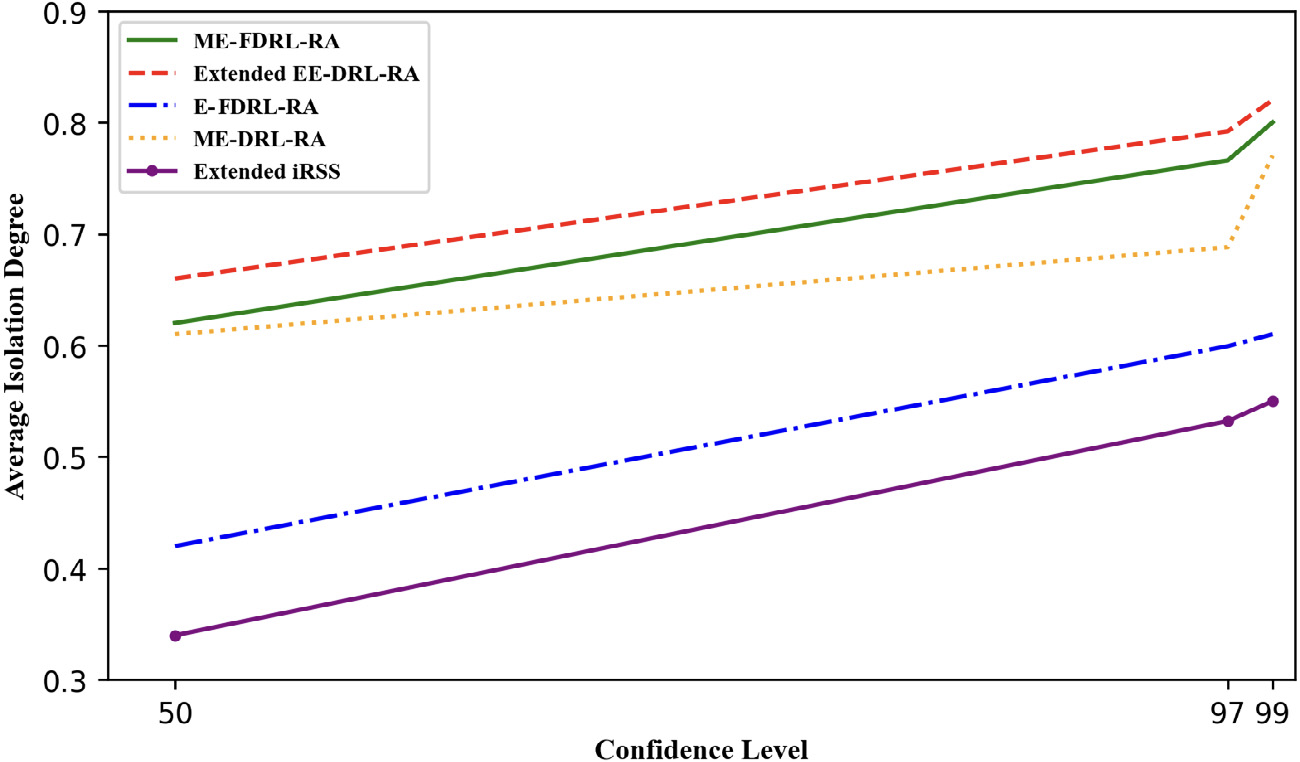 0.9
0.8
0.7
0.6
0.5
0.4
0.3
Average Isolation Degree
ME-FDRL-RA
Extended EE-DRL-RA
E-FDRL-RA
ME-DRL-RA
Extended iRSS
50
97
99
Confidence Level